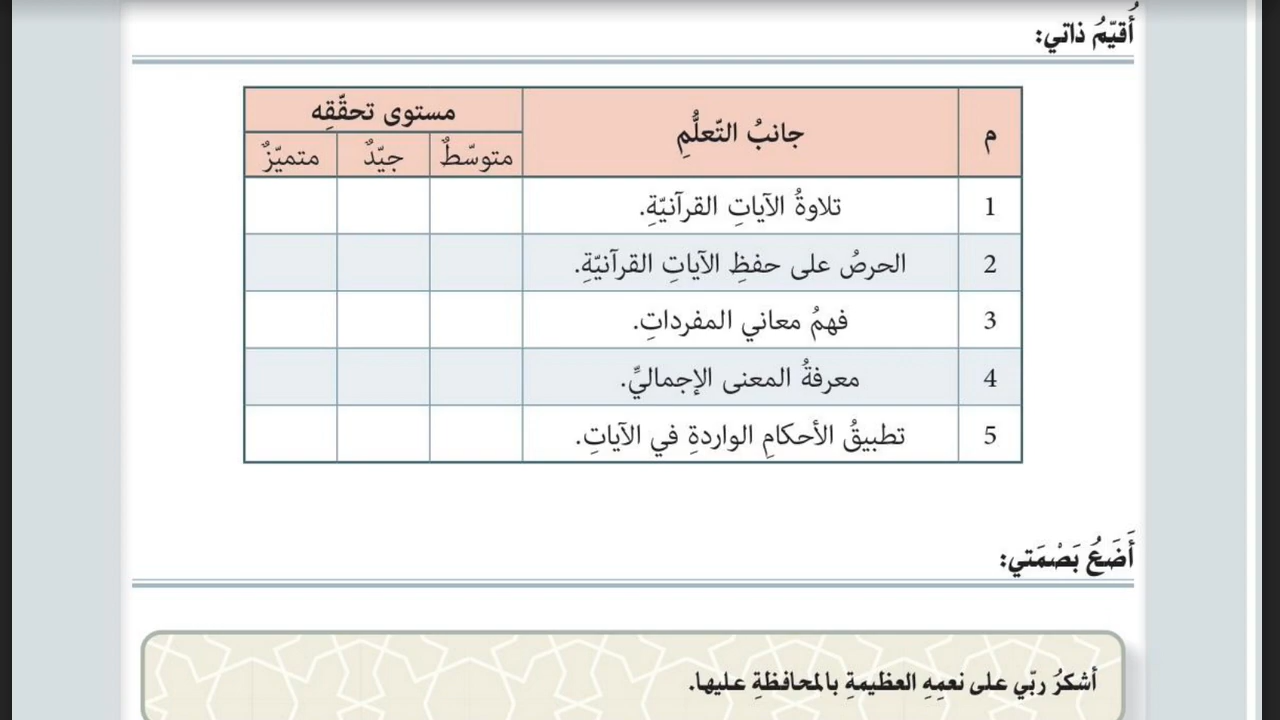 أُقيّمُ ذاتي:
م جانبُ التّعلُّمِ مستوى تحقّقِه
متوسّطٌ جيّدٌ متميّزٌ
1 تلاوةُ الآياتِ القرآنيّةِ.
2 الحرصُ على حفظِ الآياتِ القرآنيّةِ.
3 فهمُ معاني المفرداتِ.
4 معرفةُ المعنى الإجماليِّ.
5 تطبيقُ الأحكامِ الواردةِ في الآياتِ.
أَضَعُ بَصْمَتي:
أشكرُ ربّي على نعمِهِ العظيمةِ بالمحافظةِ عليها.